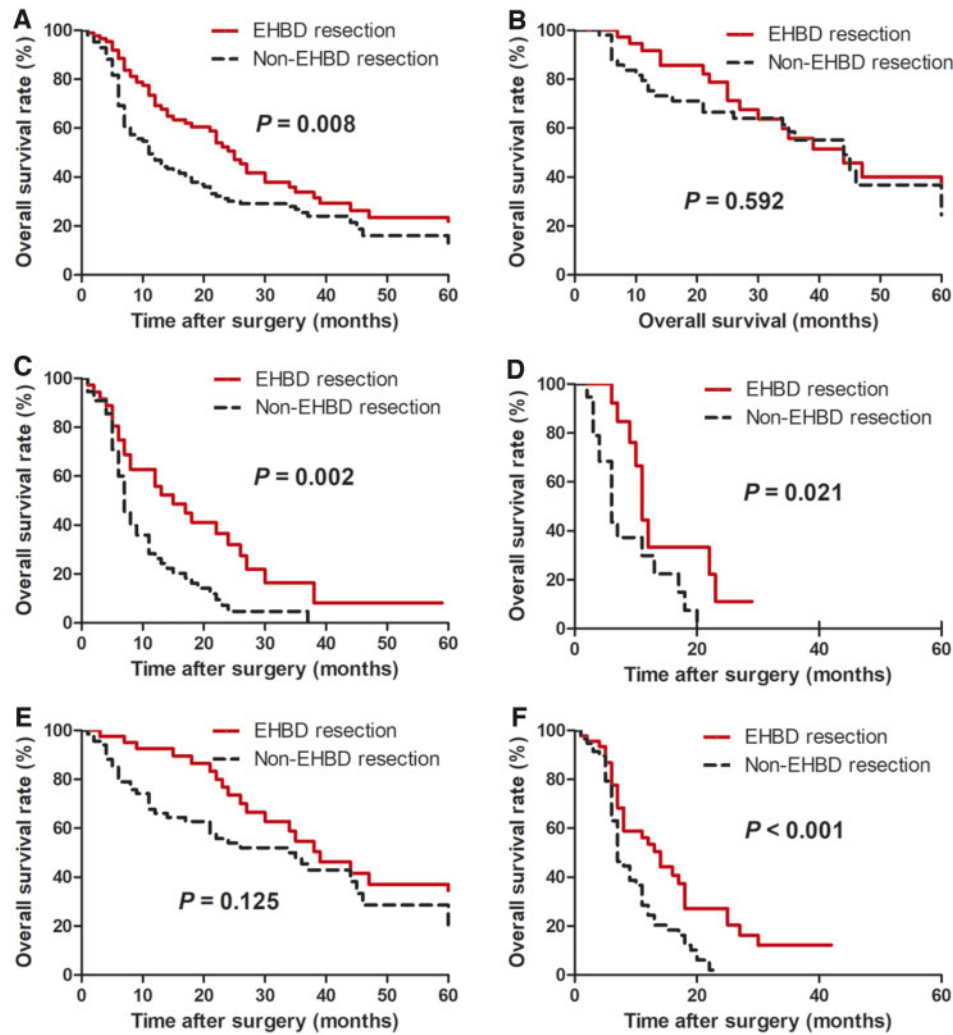 A
Overall survival rate (%)
100
80
60
40
20
0
EHBD resection
Non-EHBD resection
P = 0.008
0 10 20 30 40 50 60
Time after surgery (months)
B
Overall survival rate (%)
100
80
60
40
20
0
EHBD resection
Non-EHBD resection
P = 0.592
0 10 20 30 40 50 60
Overall survival (months)
C
Overall survival rate (%)
100
80
60
40
20
0
EHBD resection
Non-EHBD resection
P = 0.002
0 10 20 30 40 50 60
Time after surgery (months)
D
Overall survival rate (%)
100
80
60
40
20
0
EHBD resection
Non-EHBD resection
P = 0.021
0 20 40 60
Time after surgery (months)
E
Overall survival rate (%)
100
80
60
40
20
0
EHBD resection
Non-EHBD resection
P = 0.125
0 10 20 30 40 50 60
Time after surgery (months)
F
Overall survival rate (%)
100
80
60
40
20
0
EHBD resection
Non-EHBD resection
P < 0.001
0 20 40 60
Time after surgery (months)